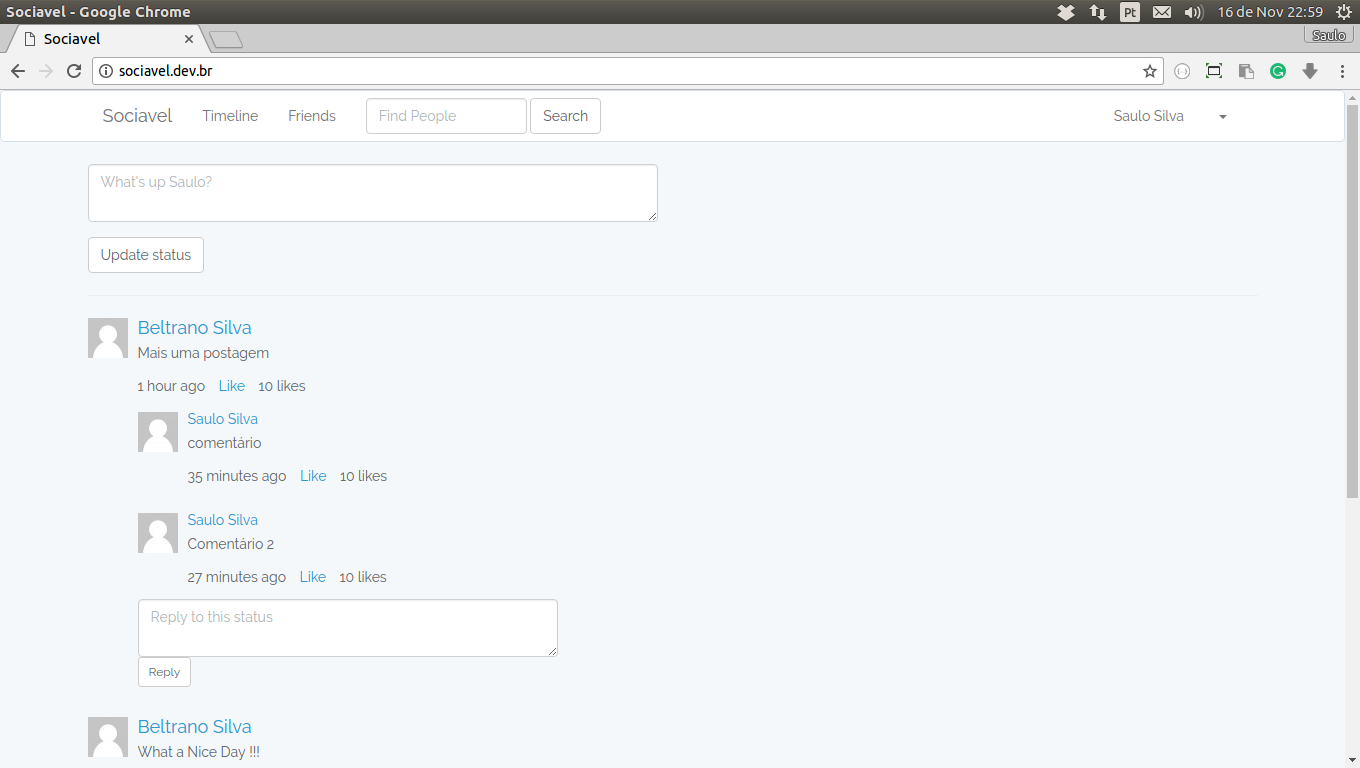 Sociavel - Google Chrome
Pt
16 de Nov 22:59
Sociavel
Saulo
sociavel.dev.br
Sociavel
Timeline
Friends
Find People
Search
Saulo Silva
What's up Saulo?
Update status
Beltrano Silva
Mais uma postagem
1 hour ago Like 10 likes
Saulo Silva
comentário
35 minutes ago Like 10 likes
Saulo Silva
Comentário 2
27 minutes ago Like 10 likes
Reply to this status
Reply
Beltrano Silva
What a Nice Day !!!